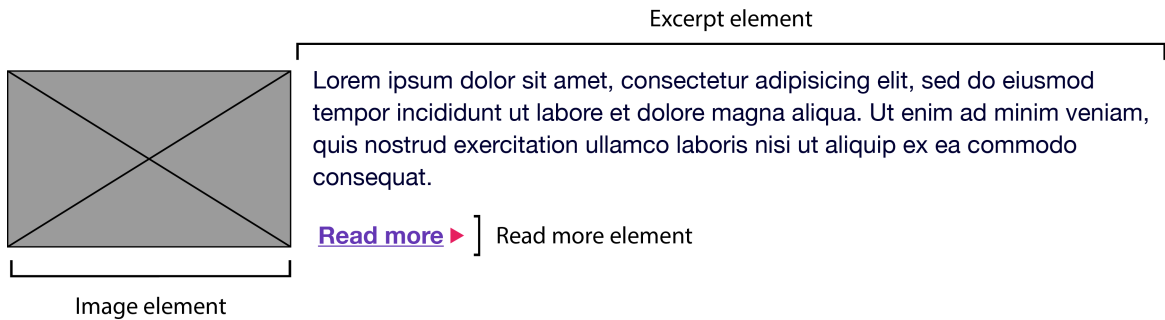 Excerpt element
Lorem ipsum dolor sit amet, consectetur adipisicing elit, sed do eiusmod
tempor incididunt ut labore et dolore magna aliqua. Ut enim ad minim veniam,
quis nostrud exercitation ullamco laboris nisi ut aliquip ex ea commodo
consequat.
Read more Read more element
Image element